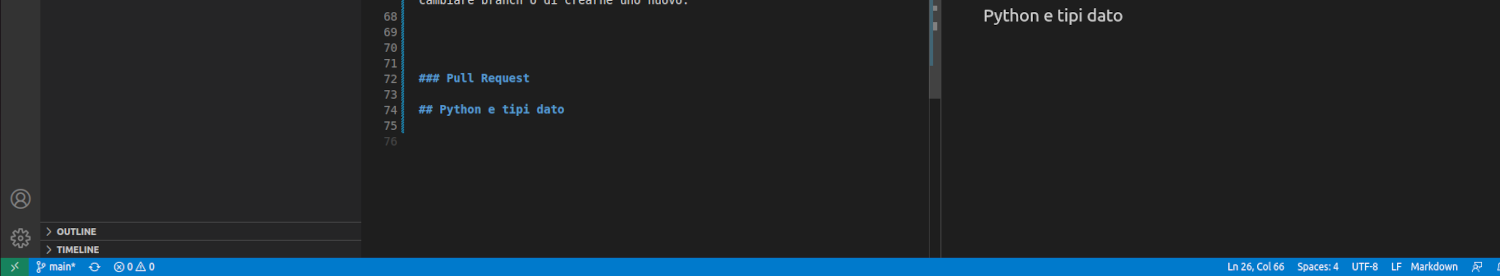 cambiare branch o di crearne uno nuovo.
68
69
70
71
72 ### Pull Request
73
74 ## Python e tipi dato
75
76
Python e tipi dato
OUTLINE
TIMELINE
main* 0 0 Ln 26, Col 66 Spaces: 4 UTF-8 LF Markdown